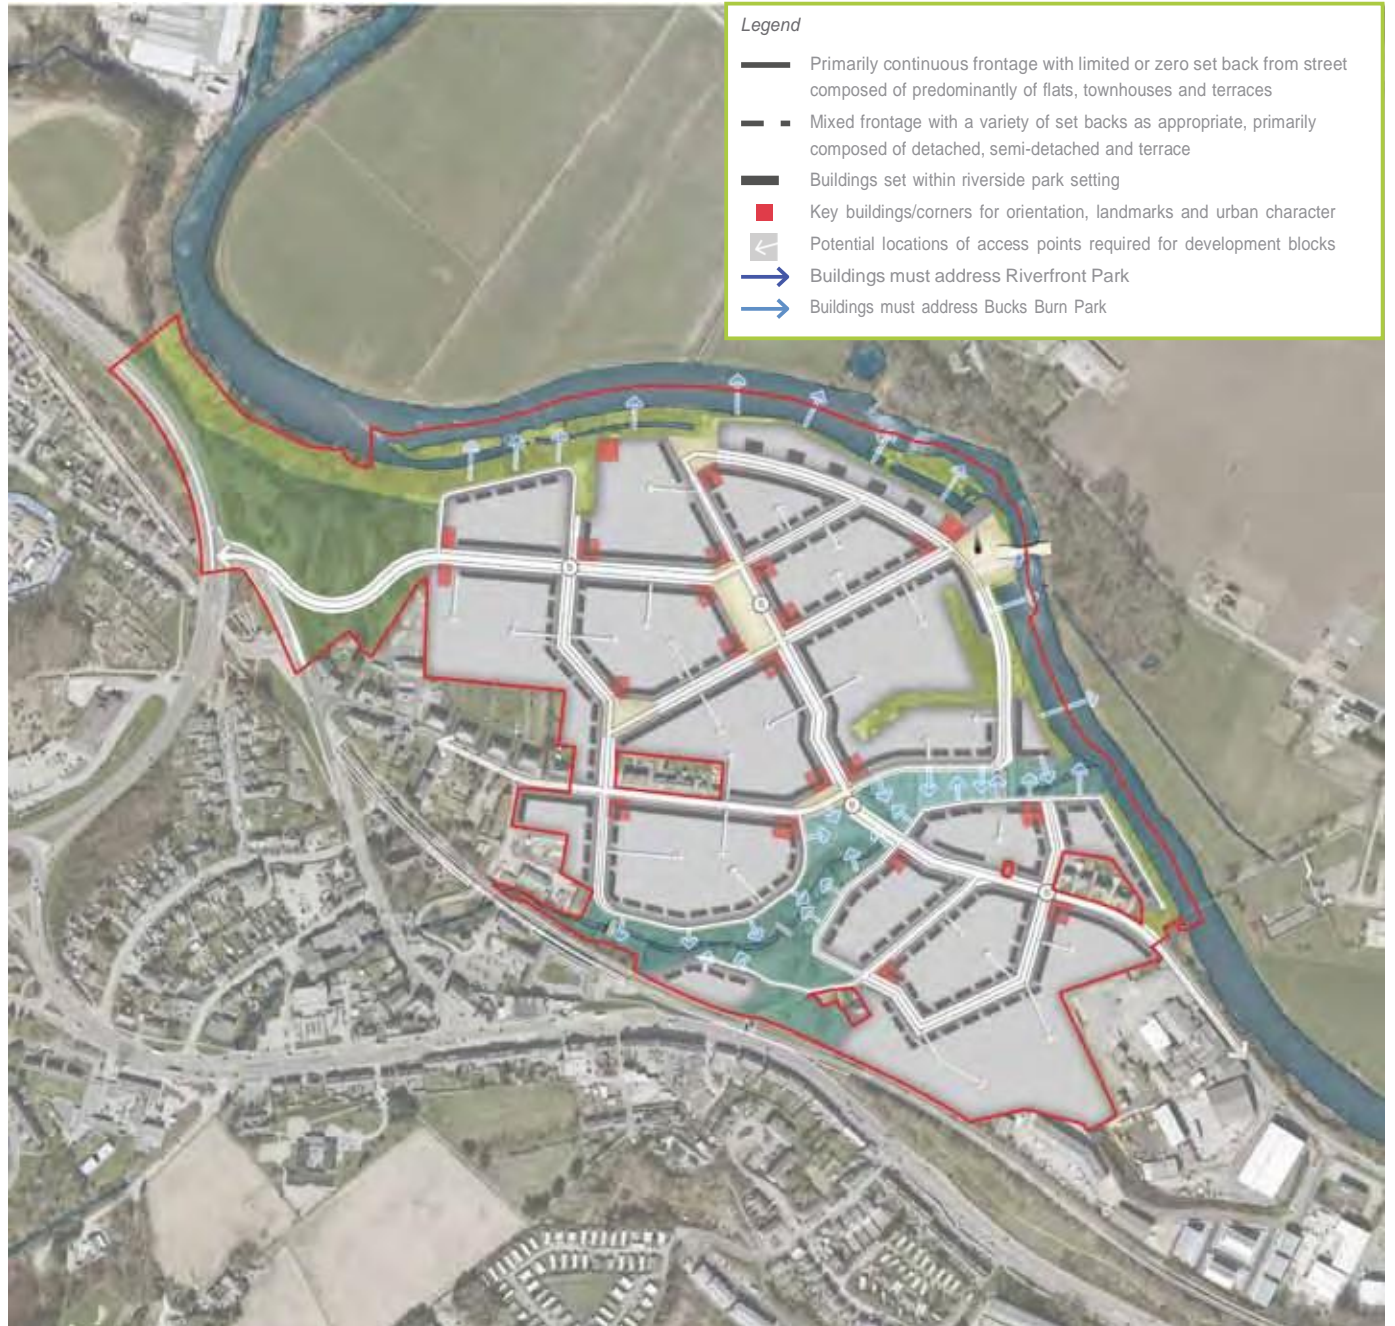 Legend
Primarily continuous frontage with limited or zero set back from street
composed of predominantly of flats, townhouses and terraces
Mixed frontage with a variety of set backs as appropriate, primarily
composed of detached, semi-detached and terrace
Buildings set within riverside park setting
Key buildings/corners for orientation, landmarks and urban character
Potential locations of access points required for development blocks
Buildings must address Riverfront Park
Buildings must address Bucks Burn Park